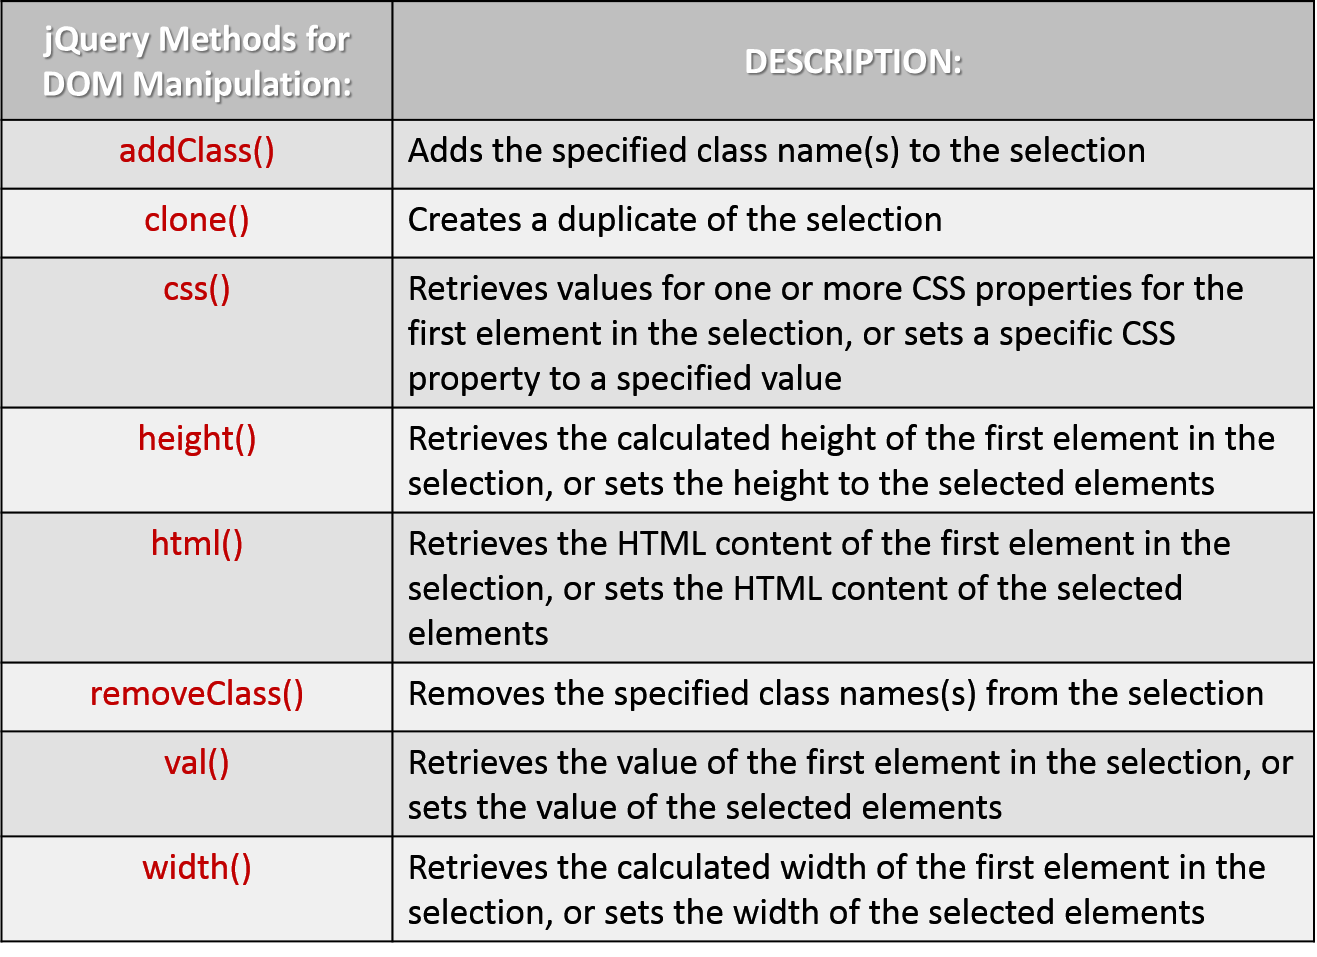 jQuery Methods for
DOM Manipulation:
DESCRIPTION:
addClass()
Adds the specified class name(s) to the selection
clone()
Creates a duplicate of the selection
css()
Retrieves values for one or more CSS properties for the
first element in the selection, or sets a specific CSS
property to a specified value
height()
Retrieves the calculated height of the first element in the
selection, or sets the height to the selected elements
html()
Retrieves the HTML content of the first element in the
selection, or sets the HTML content of the selected
elements
removeClass()
Removes the specified class names(s) from the selection
val()
Retrieves the value of the first element in the selection, or
sets the value of the selected elements
width()
Retrieves the calculated width of the first element in the
selection, or sets the width of the selected elements